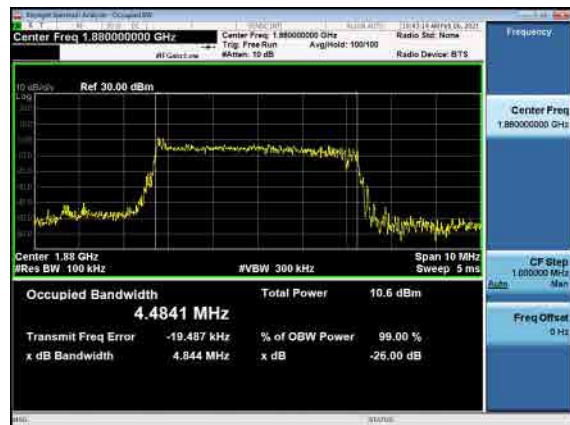 Keysight Spectrum Analyzer - Occupied BW
Center Freq 1.880000000 GHz
Center Freq: 1.880000000 GHz
Radio Std: None
Trig: Free Run
Avg|Hold: 100/100
#IFGain:Low
#Atten: 10 dB
Radio Device: BTS
Frequency
10 dB/div
Ref 30.00 dBm
Log
Center Freq
1.880000000 GHz
Center 1.88 GHz
Span 10 MHz
#Res BW 100 kHz
#VBW 300 kHz
Sweep 5 ms
CF Step
1.000000 MHz
Auto Man
Occupied Bandwidth
Total Power 10.6 dBm
4.4841 MHz
Freq Offset
0 Hz
Transmit Freq Error -19.487 kHz
% of OBW Power 99.00 %
x dB Bandwidth 4.844 MHz
x dB -26.00 dB
MSG
STATUS